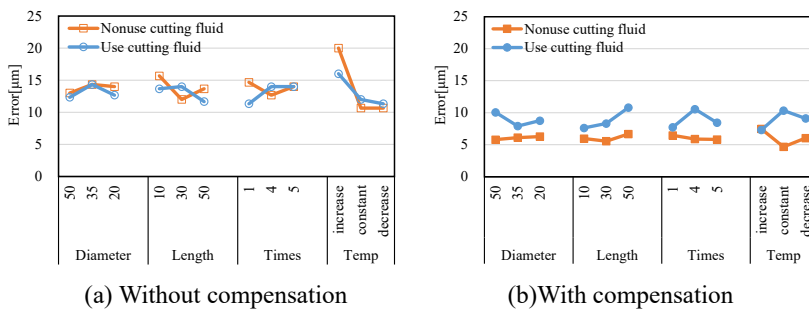 25
20
15
10
5
0
Error[μm]
Nonuse cutting fluid
Use cutting fluid
50 35 20 10 30 50 1 4 5 increase constant decrease
Diameter Length Times Temp
(a) Without compensation
25
20
15
10
5
0
Error[μm]
Nonuse cutting fluid
Use cutting fluid
50 35 20 10 30 50 1 4 5 increase constant decrease
Diameter Length Times Temp
(b)With compensation